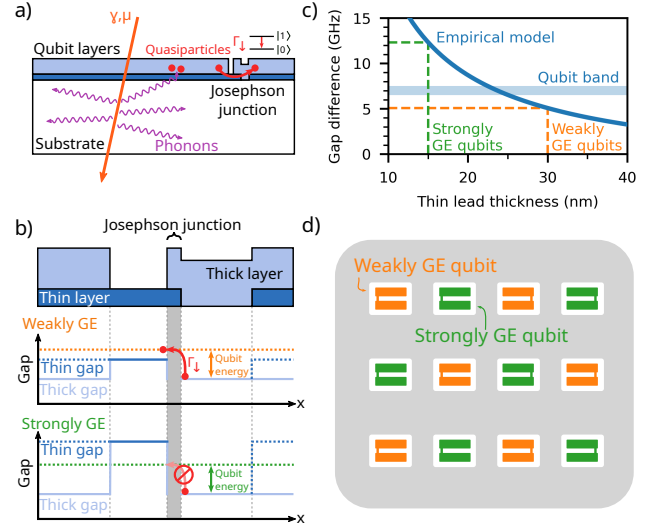 a)
ɣ,μ
Qubit layers
Quasiparticles
Γ↓
|1⟩
|0⟩
Josephson
junction
Substrate
Phonons
b)
Josephson junction
Thick layer
Thin layer
Weakly GE
Gap
Thin gap
Thick gap
Γ↓
Qubit
energy
x
Strongly GE
Gap
Thin gap
Thick gap
Qubit
energy
x
c)
Gap difference (GHz)
15
10
5
0
Empirical model
Qubit band
Strongly
GE qubits
Weakly
GE qubits
10
20
30
40
Thin lead thickness (nm)
d)
Weakly GE qubit
Strongly GE qubit